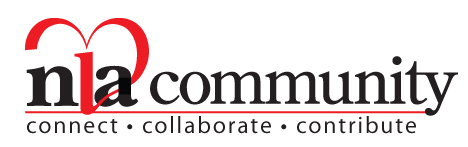 nla community
connect • collaborate • contribute